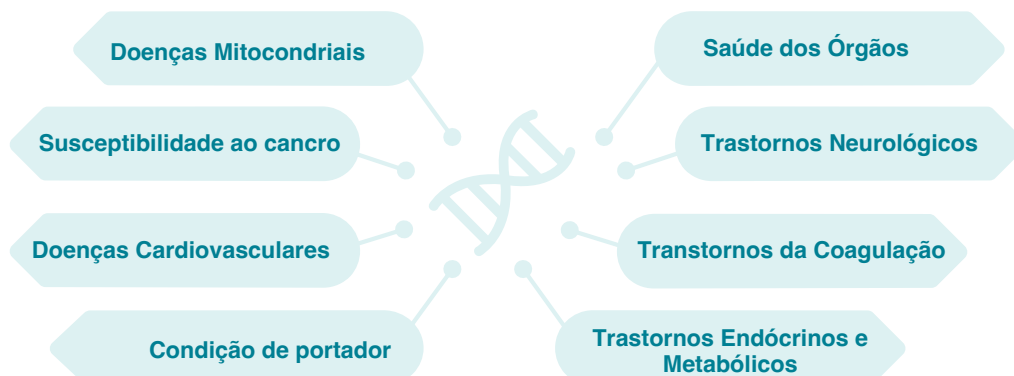 Doenças Mitocondriais
Saúde dos Órgãos
Susceptibilidade ao cancro
Trastornos Neurológicos
Doenças Cardiovasculares
Transtornos da Coagulação
Condição de portador
Trastornos Endócrinos e
Metabólicos